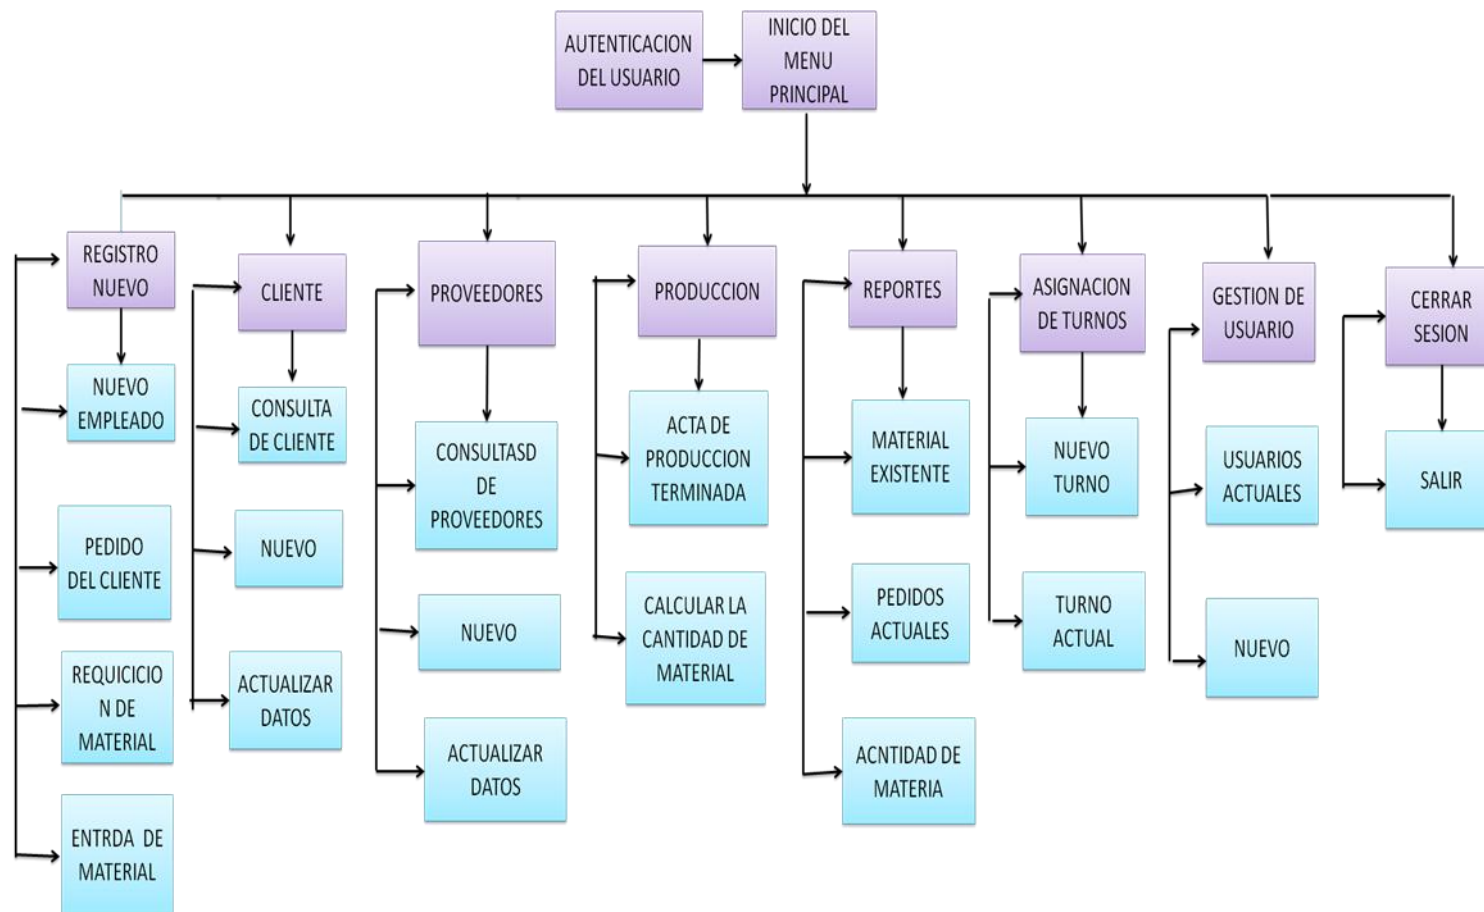 AUTENTICACION
DEL USUARIO
INICIO DEL
MENU
PRINCIPAL
REGISTRO
NUEVO
NUEVO
EMPLEADO
PEDIDO
DEL CLIENTE
REQUICICIO
N DE
MATERIAL
ENTRDA DE
MATERIAL
CLIENTE
CONSULTA
DE CLIENTE
NUEVO
ACTUALIZAR
DATOS
PROVEEDORES
CONSULTASD
DE
PROVEEDORES
NUEVO
ACTUALIZAR
DATOS
PRODUCCION
ACTA DE
PRODUCCION
TERMINADA
CALCULAR LA
CANTIDAD DE
MATERIAL
REPORTES
MATERIAL
EXISTENTE
PEDIDOS
ACTUALES
ACNTIDAD DE
MATERIA
ASIGNACION
DE TURNOS
NUEVO
TURNO
TURNO
ACTUAL
GESTION DE
USUARIO
USUARIOS
ACTUALES
NUEVO
CERRAR
SESION
SALIR